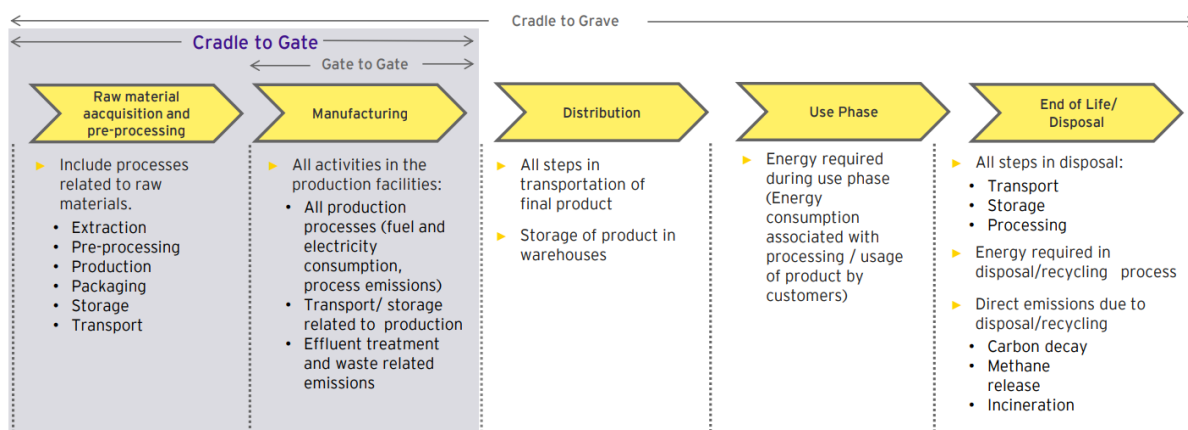 Cradle to Grave
Cradle to Gate
Gate to Gate
Raw material
aacquisition and
pre-processing
Manufacturing
Distribution
Use Phase
End of Life/
Disposal
Include processes
related to raw
materials.
• Extraction
• Pre-processing
• Production
• Packaging
• Storage
• Transport
All activities in the
production facilities:
• All production
processes (fuel and
electricity
consumption,
process emissions)
• Transport/ storage
related to production
• Effluent treatment
and waste related
emissions
All steps in
transportation of
final product
Storage of product in
warehouses
Energy required
during use phase
(Energy
consumption
associated with
processing / usage
of product by
customers)
All steps in disposal:
• Transport
• Storage
• Processing
Energy required in
disposal/recycling process
Direct emissions due to
disposal/recycling
• Carbon decay
• Methane
release
• Incineration